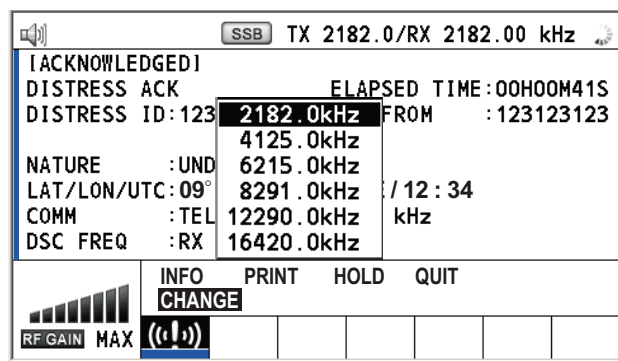 SSB TX 2182.0/RX 2182.00 kHz
[ACKNOWLEDGED]
DISTRESS ACK ELAPSED TIME:00H00M41S
DISTRESS ID:123 FROM :123123123
2182.0kHz
4125.0kHz
6215.0kHz
8291.0kHz
12290.0kHz
16420.0kHz
NATURE :UND
LAT/LON/UTC:09° / 12:34
COMM :TEL kHz
DSC FREQ :RX
INFO PRINT HOLD QUIT
CHANGE
RF GAIN MAX